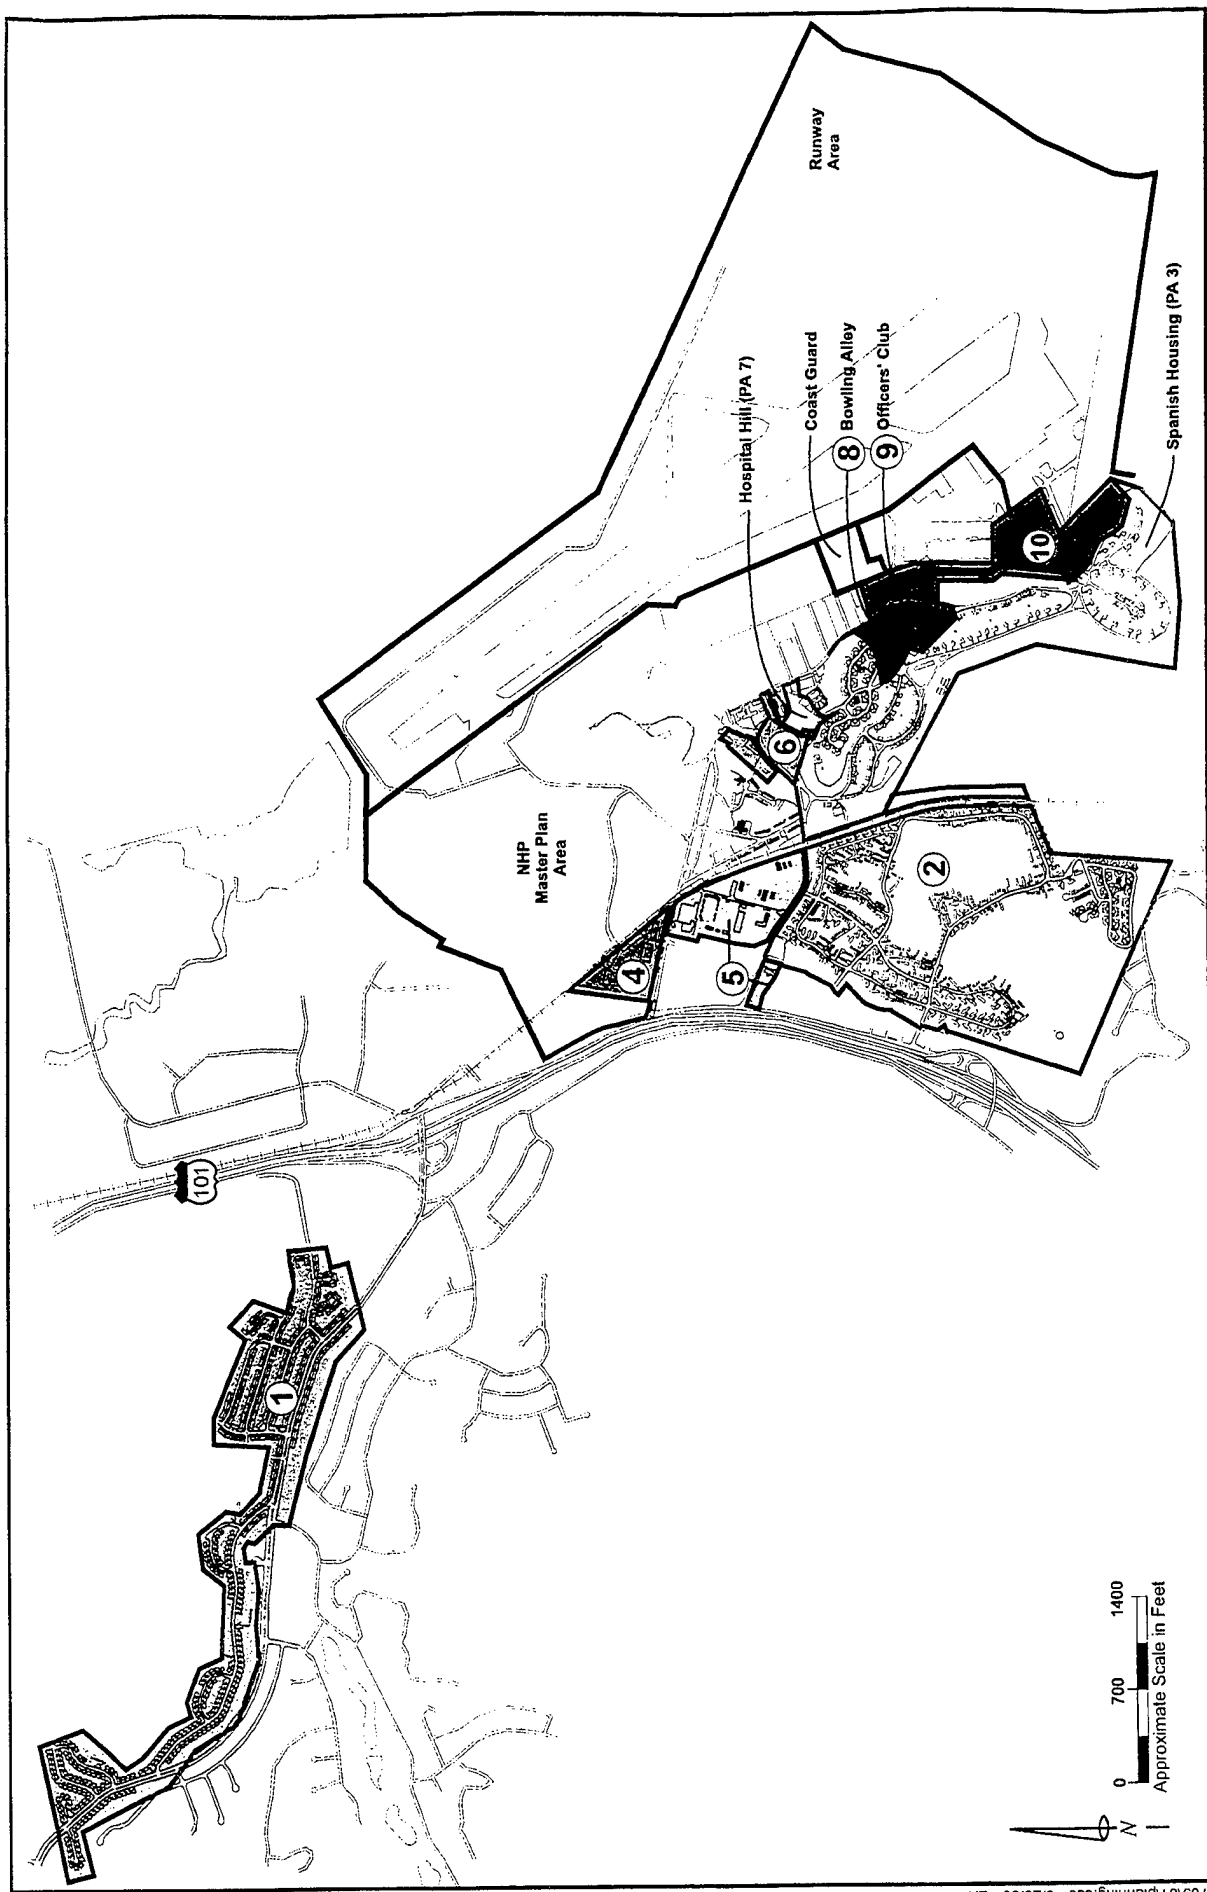 Runway
Area
NHP
Master Plan
Area
Hospital Hill (PA 7)
Coast Guard
8 Bowling Alley
9 Officers' Club
10
Spanish Housing (PA 3)
6
4
5
2
101
1
0 700 1400
Approximate Scale in Feet
N